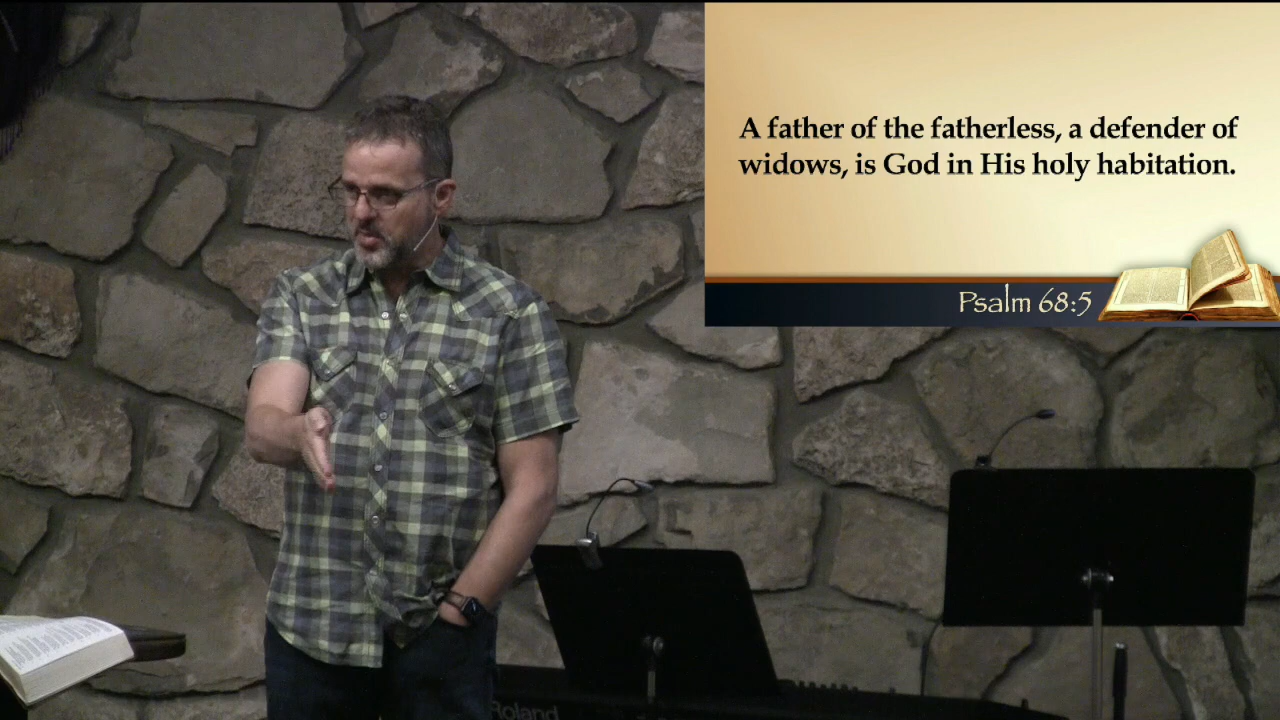 A father of the fatherless, a defender of
widows, is God in His holy habitation.
Psalm 68:5
Roland